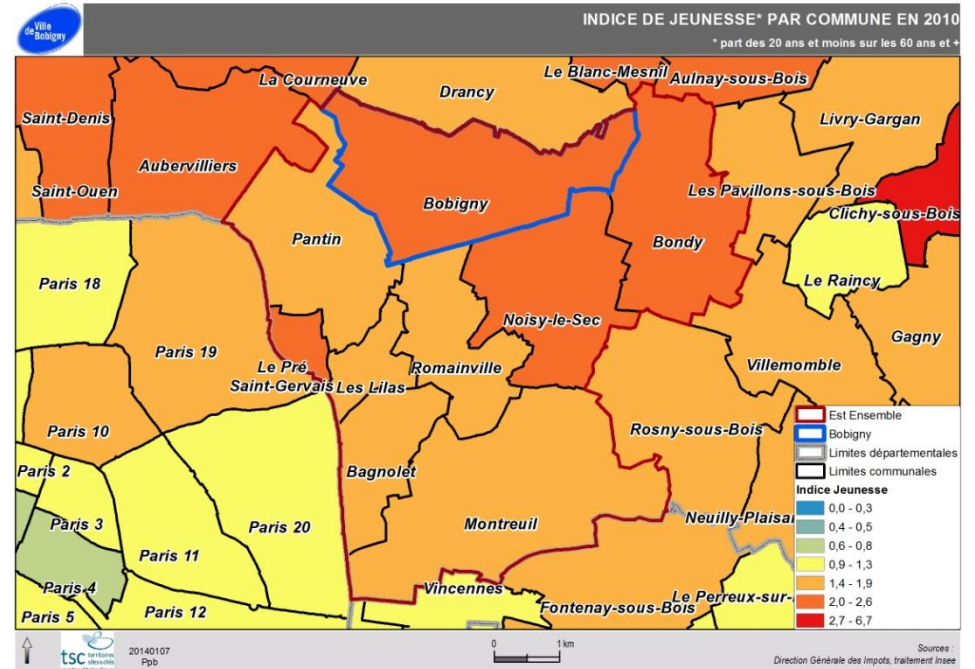 Ville
de Bobigny
INDICE DE JEUNESSE* PAR COMMUNE EN 2010
* part des 20 ans et moins sur les 60 ans et +
La Courneuve
Le Blanc-Mesnîl
Drancy
Aulnay-sous-Bois
Saint-Denis
Livry-Gargan
Aubervilliers
Saint-Ouen
Les Pavillons-sous-Bois
Bobigny
Clichy-sous-Bois
Pantin
Bondy
Paris 18
Le Raincy
Noisy-le-Sec
Gagny
Paris 19
Villemomble
Le Pré
Saint-Gervais
Les Lilas
Romainville
Paris 10
Rosny-sous-Bois
Paris 2
Bagnolet
Paris 3
Paris 20
Montreuil
Neuilly-Plaisan
Paris 11
Paris 4
Vincennes
Le Perreux-sur-
Paris 5
Paris 12
Fontenay-sous-Bois
Est Ensemble
Bobigny
Limites départementales
Limites communales
Indice Jeunesse
0,0 - 0,3
0,4 - 0,5
0,6 - 0,8
0,9 - 1,3
1,4 - 1,9
2,0 - 2,6
2,7 - 6,7
tsc territoires sites & cités
20140107
Ppb
0 1 km
Sources :
Direction Générale des Impots, traitement Insee